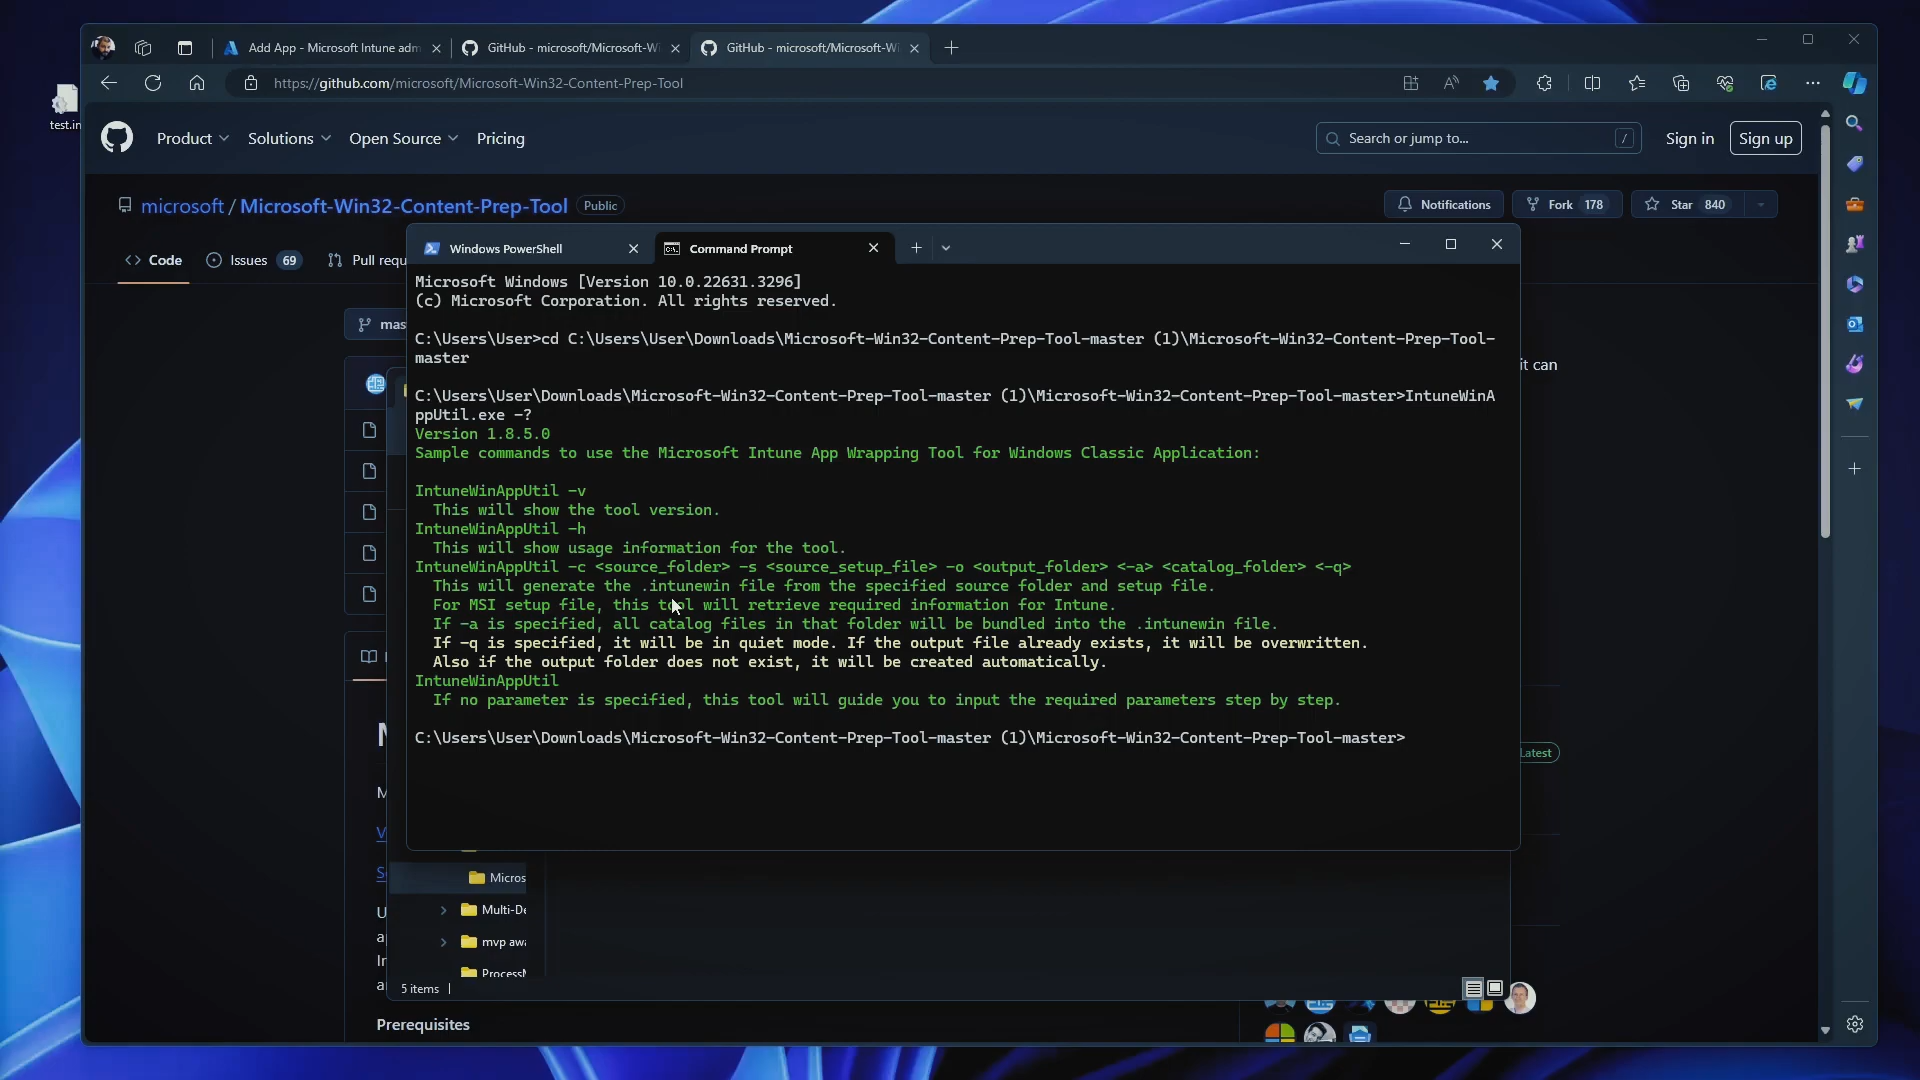 Add App - Microsoft Intune adm
GitHub - microsoft/Microsoft-Wi
GitHub - microsoft/Microsoft-Wi
https://github.com/microsoft/Microsoft-Win32-Content-Prep-Tool
test.in
Product
Solutions
Open Source
Pricing
Search or jump to...
/
Sign in
Sign up
microsoft / Microsoft-Win32-Content-Prep-Tool
Public
Notifications
Fork 178
Star 840
Code
Issues 69
Pull requ
mas
it can
Windows PowerShell
Command Prompt
Microsoft Windows [Version 10.0.22631.3296]
(c) Microsoft Corporation. All rights reserved.
C:\Users\User>cd C:\Users\User\Downloads\Microsoft-Win32-Content-Prep-Tool-master (1)\Microsoft-Win32-Content-Prep-Tool-
master
C:\Users\User\Downloads\Microsoft-Win32-Content-Prep-Tool-master (1)\Microsoft-Win32-Content-Prep-Tool-master>IntuneWinA
ppUtil.exe -?
Version 1.8.5.0
Sample commands to use the Microsoft Intune App Wrapping Tool for Windows Classic Application:
IntuneWinAppUtil -v
This will show the tool version.
IntuneWinAppUtil -h
This will show usage information for the tool.
IntuneWinAppUtil -c <source_folder> -s <source_setup_file> -o <output_folder> <-a> <catalog_folder> <-q>
This will generate the .intunewin file from the specified source folder and setup file.
For MSI setup file, this tool will retrieve required information for Intune.
If -a is specified, all catalog files in that folder will be bundled into the .intunewin file.
If -q is specified, it will be in quiet mode. If the output file already exists, it will be overwritten.
Also if the output folder does not exist, it will be created automatically.
IntuneWinAppUtil
If no parameter is specified, this tool will guide you to input the required parameters step by step.
C:\Users\User\Downloads\Microsoft-Win32-Content-Prep-Tool-master (1)\Microsoft-Win32-Content-Prep-Tool-master>
Latest
Micros
Multi-De
mvp awa
ProcessM
5 items
Prerequisites